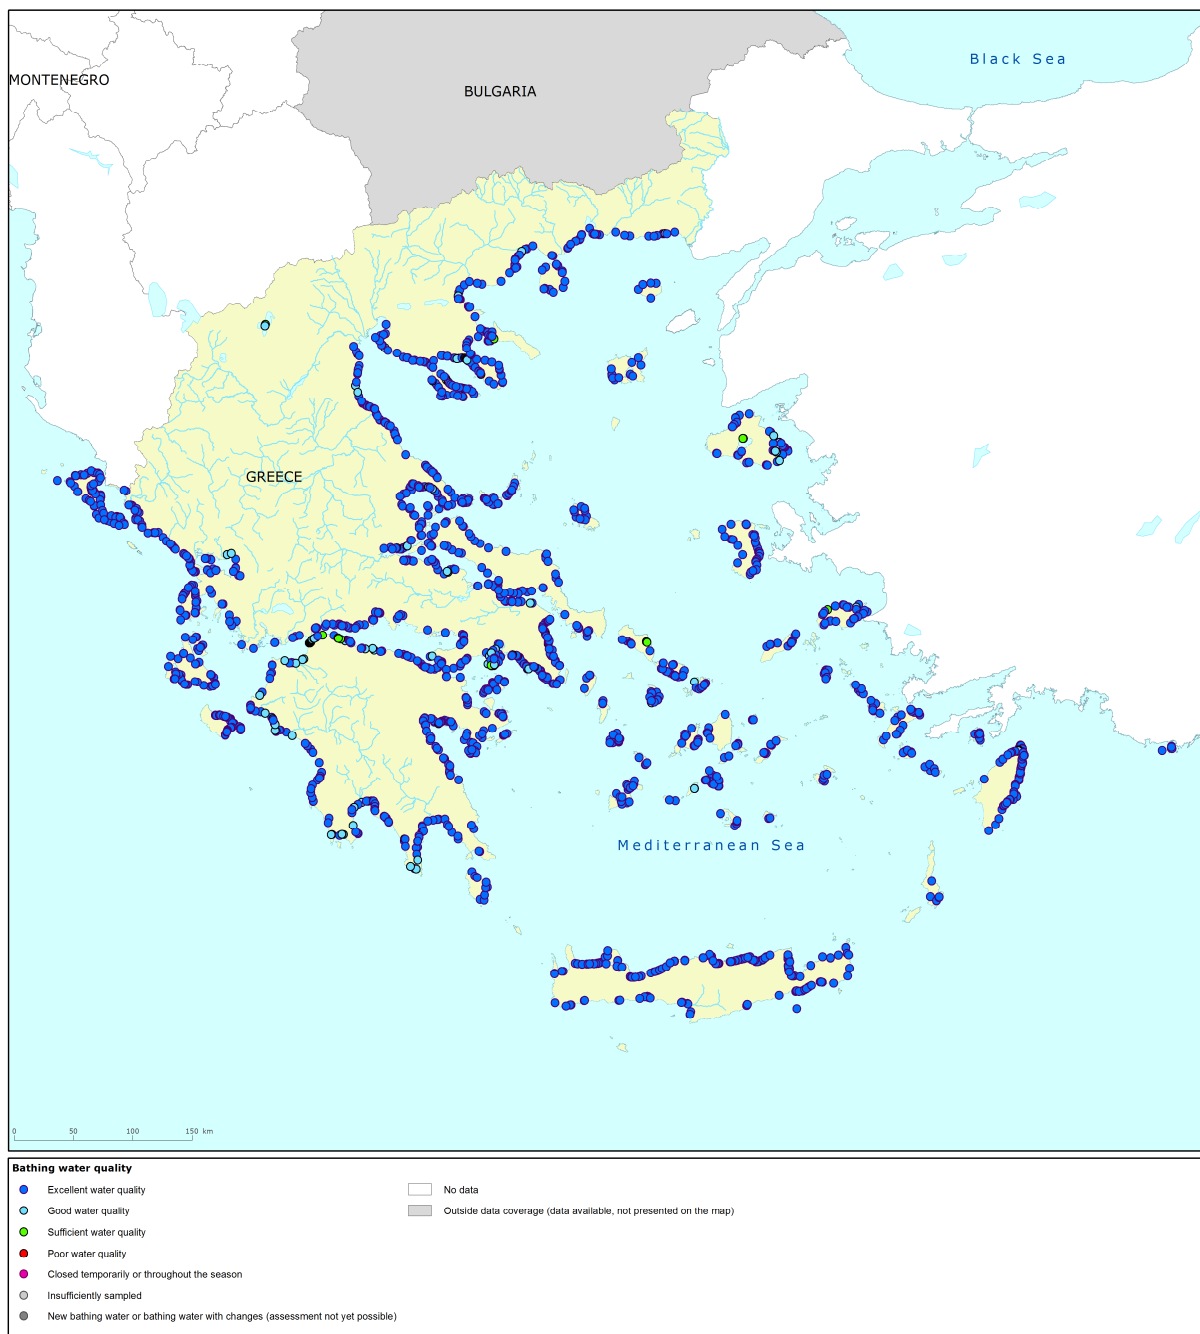 Black Sea
MONTENEGRO
BULGARIA
GREECE
Mediterranean Sea
0 50 100 150 km
Bathing water quality
Excellent water quality
Good water quality
Sufficient water quality
Poor water quality
Closed temporarily or throughout the season
Insufficiently sampled
New bathing water or bathing water with changes (assessment not yet possible)
No data
Outside data coverage (data available, not presented on the map)